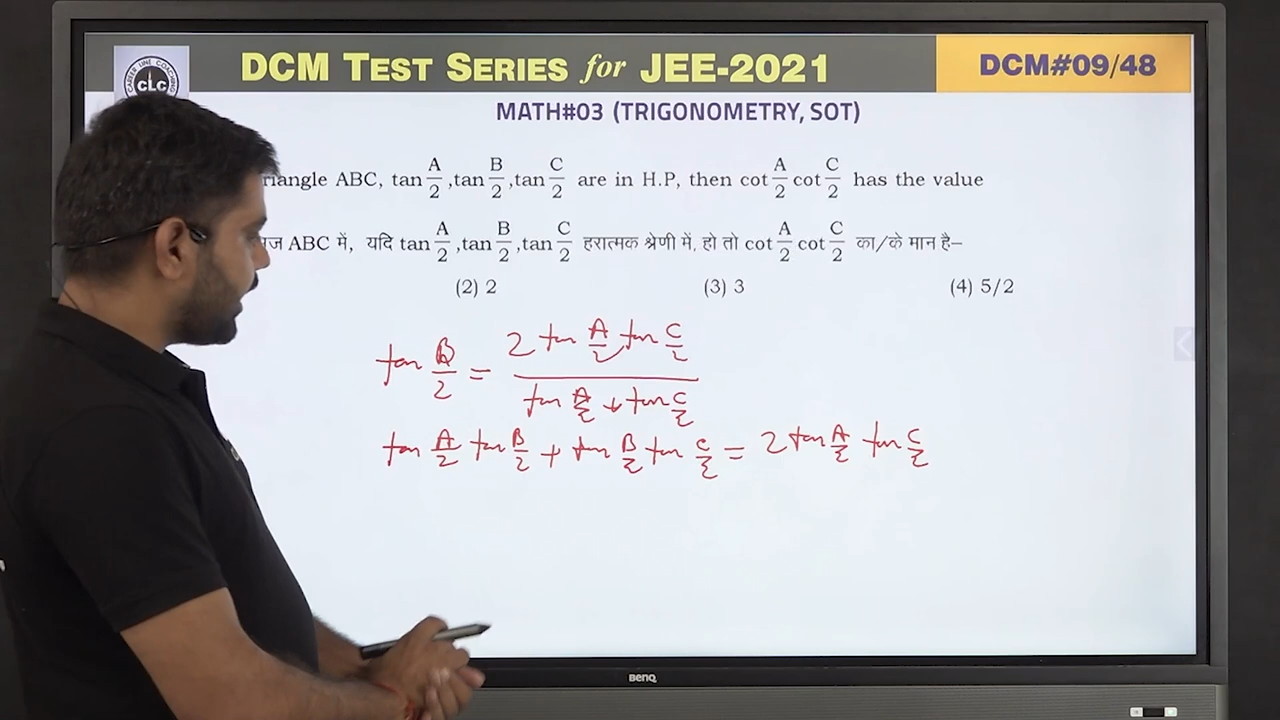 DCM TEST SERIES for JEE-2021
DCM#09/48
CLC
MATH#03 (TRIGONOMETRY, SOT)
ABC, tan A/2 ,tan B/2 ,tan C/2 are in H.P, then cot A/2 cot C/2 has the value
ABC में, यदि tan A/2 ,tan B/2 ,tan C/2 हरात्मक श्रेणी में, हो तो cot A/2 cot C/2 का/के मान है–
(2) 2 (3) 3 (4) 5/2
tan B/2 = 2 tan A/2 tan C/2 / tan A/2 + tan C/2
tan A/2 tan B/2 + tan B/2 tan C/2 = 2 tan A/2 tan C/2
BenQ